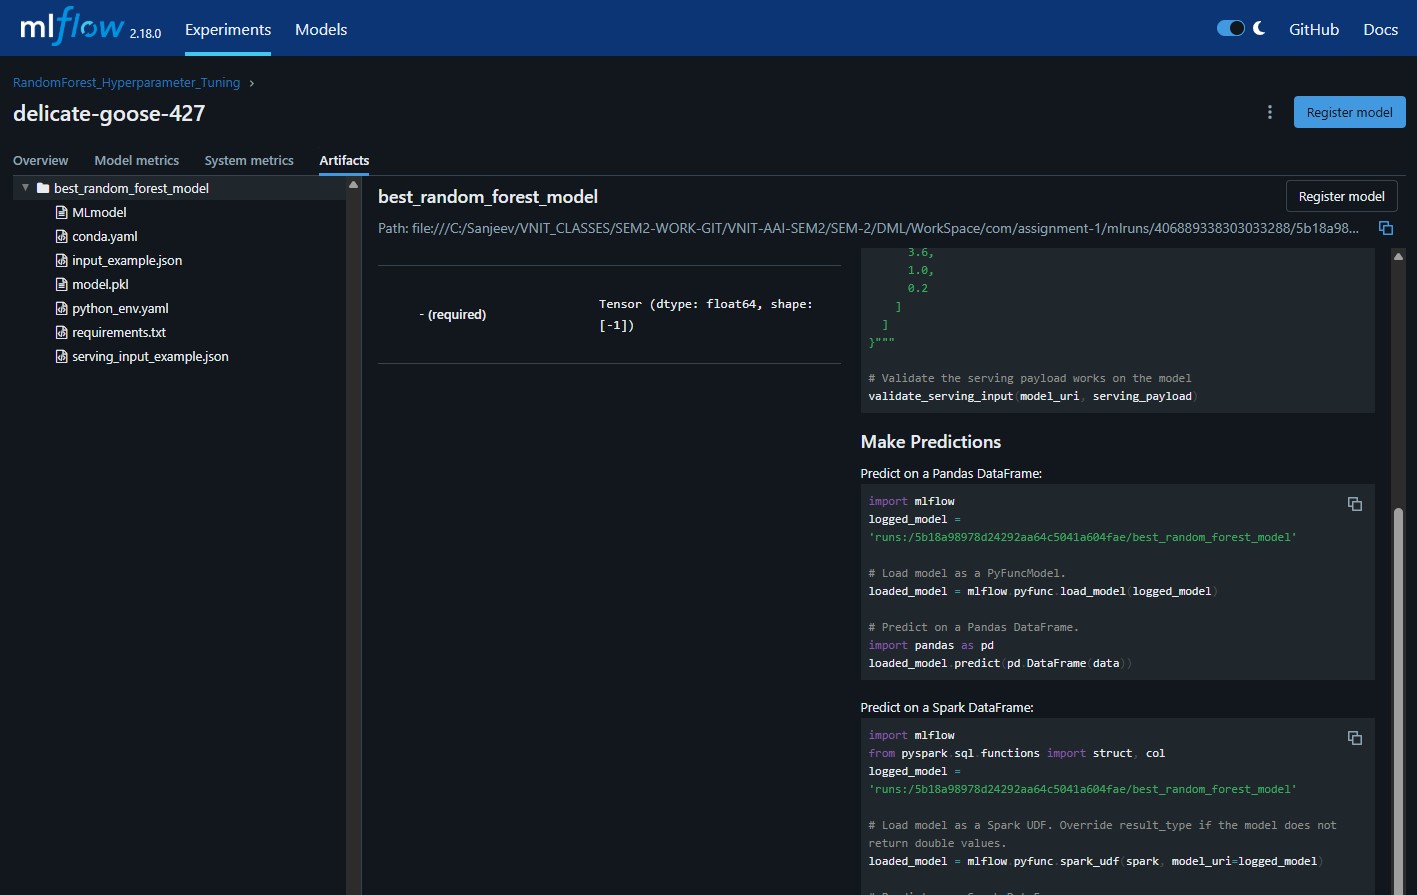 mlflow 2.18.0 Experiments Models GitHub Docs
RandomForest_Hyperparameter_Tuning ›
delicate-goose-427
Register model
Overview Model metrics System metrics Artifacts
best_random_forest_model
MLmodel
conda.yaml
input_example.json
model.pkl
python_env.yaml
requirements.txt
serving_input_example.json
best_random_forest_model
Register model
Path: file:///C:/Sanjeev/VNIT_CLASSES/SEM2-WORK-GIT/VNIT-AAI-SEM2/SEM-2/DML/WorkSpace/com/assignment-1/mlruns/406889338303033288/5b18a98...
- (required)
Tensor (dtype: float64, shape:
[-1])
3.6,
1.0,
0.2
]
]
}"""
# Validate the serving payload works on the model
validate_serving_input(model_uri, serving_payload)
Make Predictions
Predict on a Pandas DataFrame:
import mlflow
logged_model =
'runs:/5b18a98978d24292aa64c5041a604fae/best_random_forest_model'
# Load model as a PyFuncModel.
loaded_model = mlflow.pyfunc.load_model(logged_model)
# Predict on a Pandas DataFrame.
import pandas as pd
loaded_model.predict(pd.DataFrame(data))
Predict on a Spark DataFrame:
import mlflow
from pyspark.sql.functions import struct, col
logged_model =
'runs:/5b18a98978d24292aa64c5041a604fae/best_random_forest_model'
# Load model as a Spark UDF. Override result_type if the model does not
return double values.
loaded_model = mlflow.pyfunc.spark_udf(spark, model_uri=logged_model)